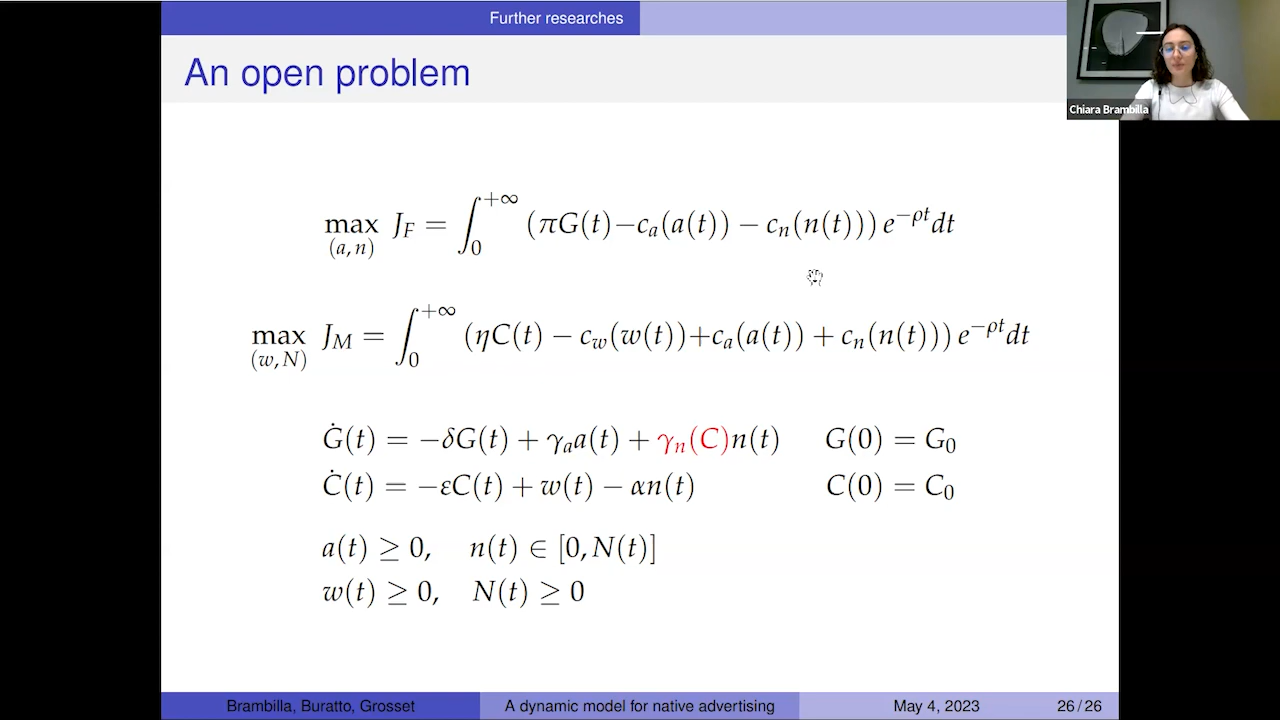 Further researches
An open problem
Chiara Brambilla
max J_F = ∫_0^{+∞} (πG(t)−c_a(a(t)) − c_n(n(t))) e^{−ρt} dt
(a,n)
max J_M = ∫_0^{+∞} (ηC(t) − c_w(w(t))+c_a(a(t)) + c_n(n(t))) e^{−ρt} dt
(w,N)
Ġ(t) = −δG(t) + γ_a a(t) + γ_n(C)n(t) G(0) = G_0
Ċ(t) = −εC(t) + w(t) − αn(t) C(0) = C_0
a(t) ≥ 0, n(t) ∈ [0, N(t)]
w(t) ≥ 0, N(t) ≥ 0
Brambilla, Buratto, Grosset A dynamic model for native advertising May 4, 2023 26 / 26